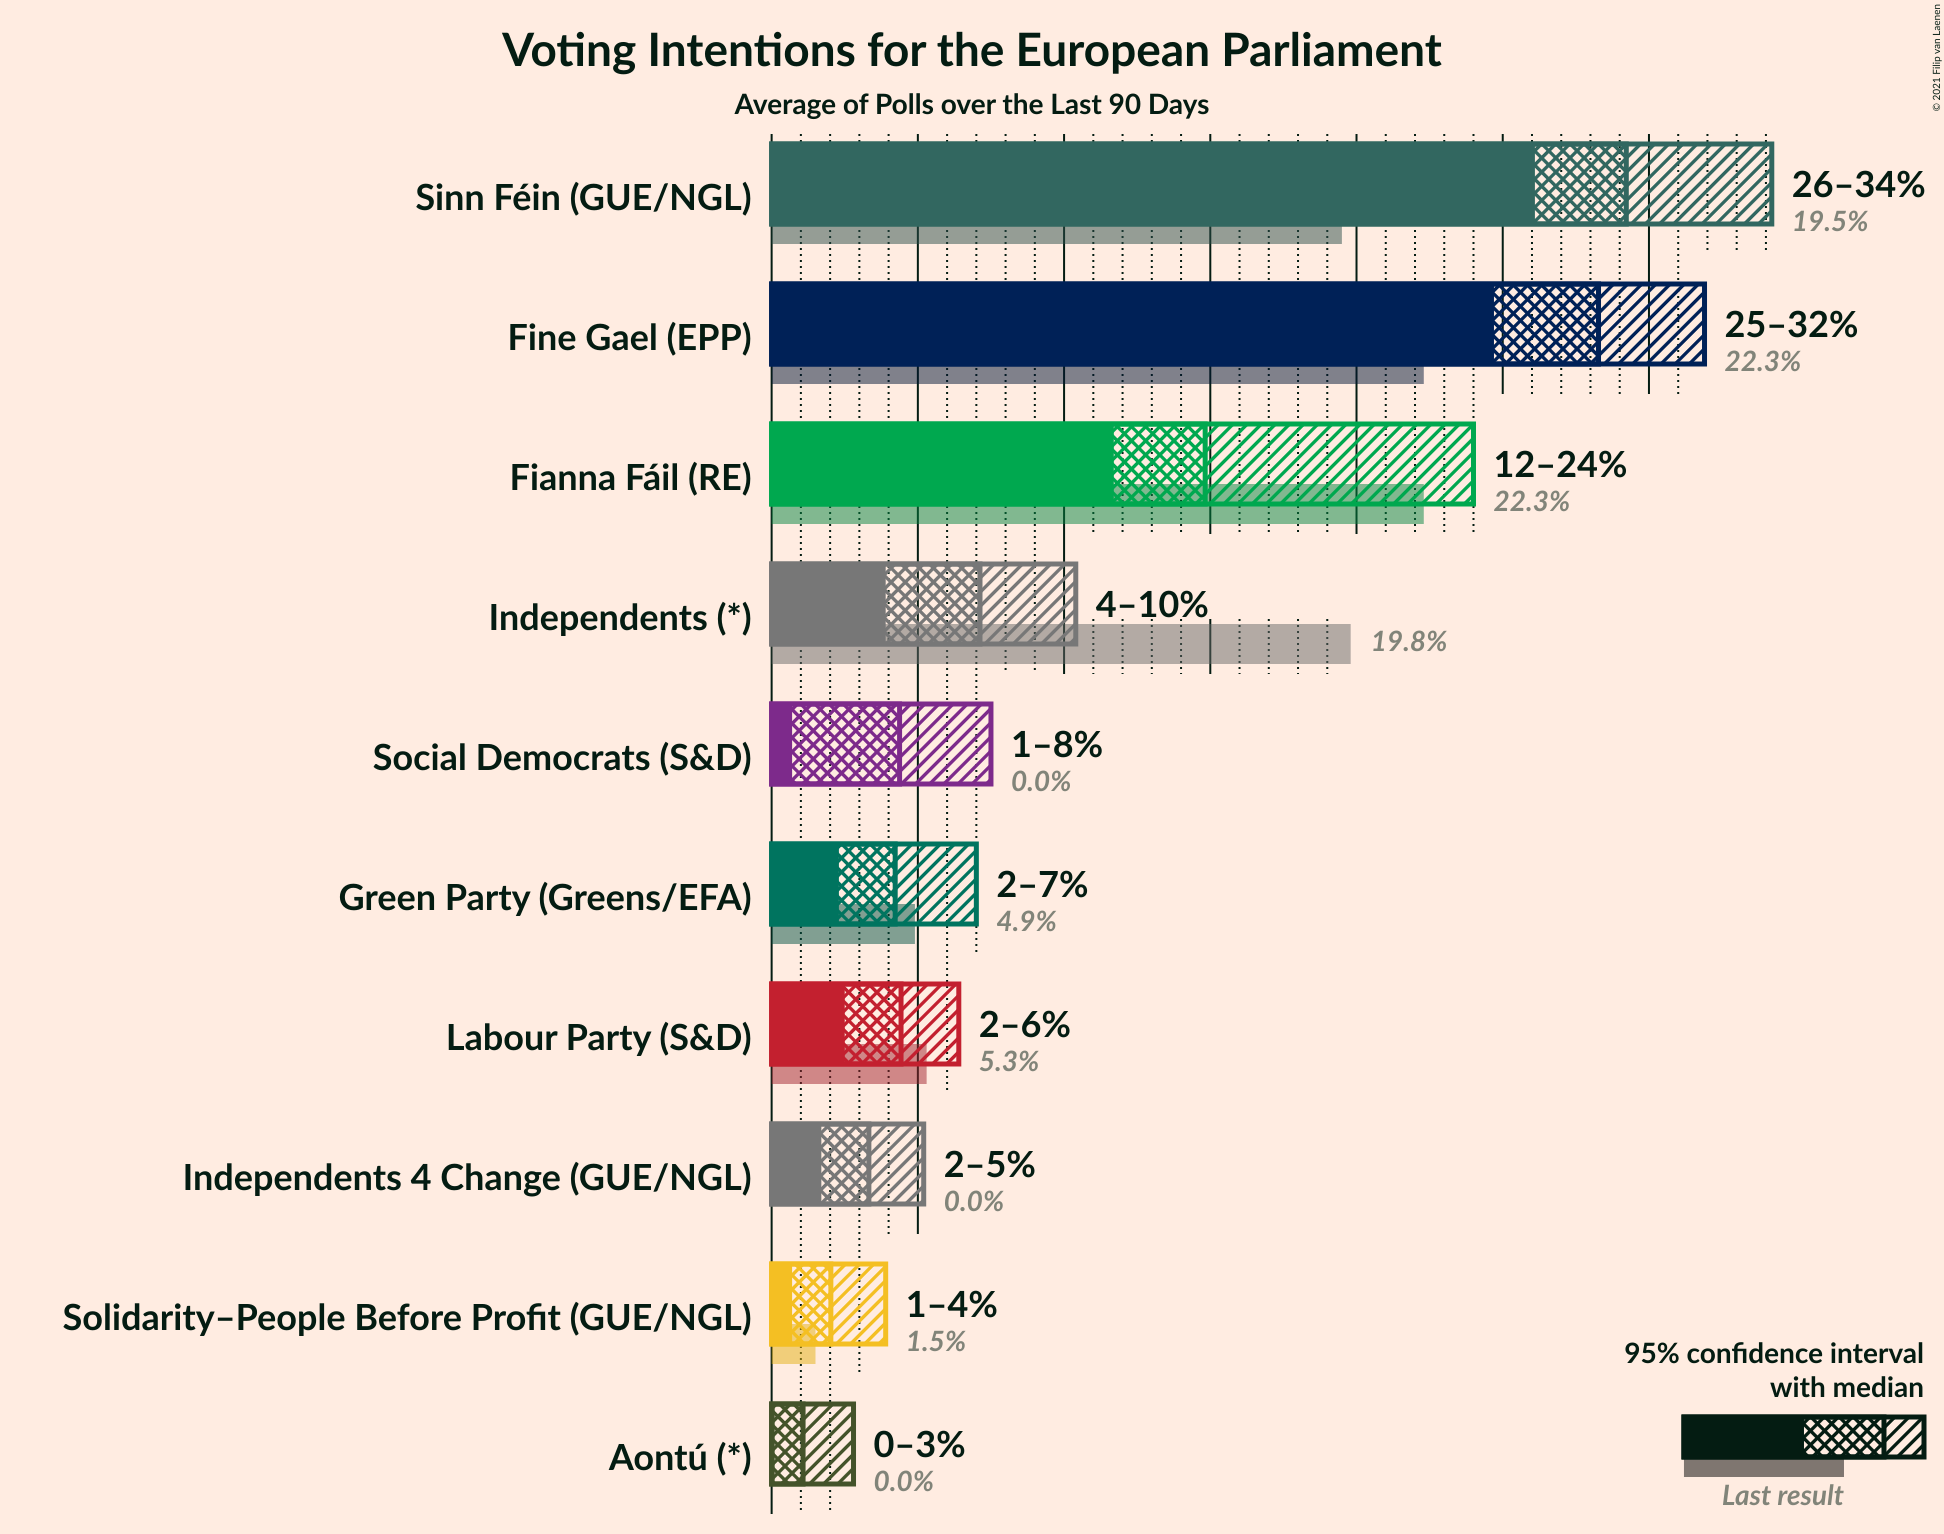 Voting Intentions for the European Parliament
Average of Polls over the Last 90 Days
© 2021 Filip van Laenen
Sinn Féin (GUE/NGL)
26–34%
19.5%
Fine Gael (EPP)
25–32%
22.3%
Fianna Fáil (RE)
12–24%
22.3%
Independents (*)
4–10%
19.8%
Social Democrats (S&D)
1–8%
0.0%
Green Party (Greens/EFA)
2–7%
4.9%
Labour Party (S&D)
2–6%
5.3%
Independents 4 Change (GUE/NGL)
2–5%
0.0%
Solidarity–People Before Profit (GUE/NGL)
1–4%
1.5%
Aontú (*)
0–3%
0.0%
95% confidence interval
with median
Last result